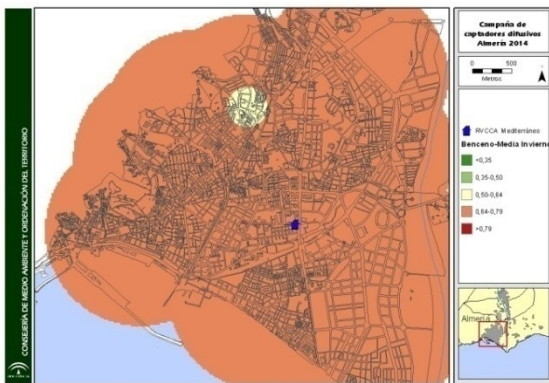 CONSEJERÍA DE MEDIO AMBIENTE Y ORDENACIÓN DEL TERRITORIO
Campaña de
captadores difusivos
Almería 2014
0 500
Metros
RVCCA Mediterráneo
Benceno-Media Invierno
<0,35
0,35-0,50
0,50-0,64
0,64-0,79
>0,79
Almería